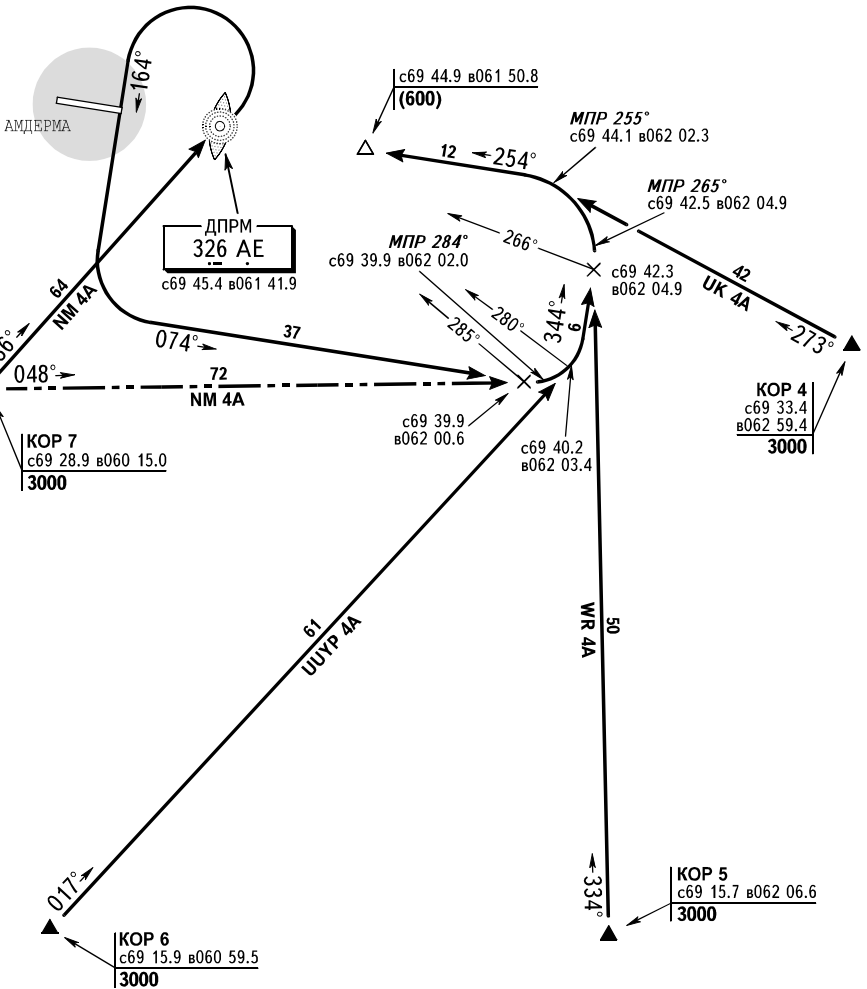 164°
АМДЕРМА
с69 44.9 в061 50.8
(600)
МПР 255°
с69 44.1 в062 02.3
12
254°
МПР 265°
с69 42.5 в062 04.9
ДПРМ
326 АЕ
с69 45.4 в061 41.9
МПР 284°
с69 39.9 в062 02.0
266°
с69 42.3
в062 04.9
42
UK 4A
273°
64
NM 4A
285°
280°
344°
6
37
074°
048°
72
NM 4A
КОР 4
с69 33.4
в062 59.4
3000
с69 39.9
в062 00.6
с69 40.2
в062 03.4
КОР 7
с69 28.9 в060 15.0
3000
61
UUYP 4A
50
WR 4A
017°
334°
КОР 5
с69 15.7 в062 06.6
3000
КОР 6
с69 15.9 в060 59.5
3000